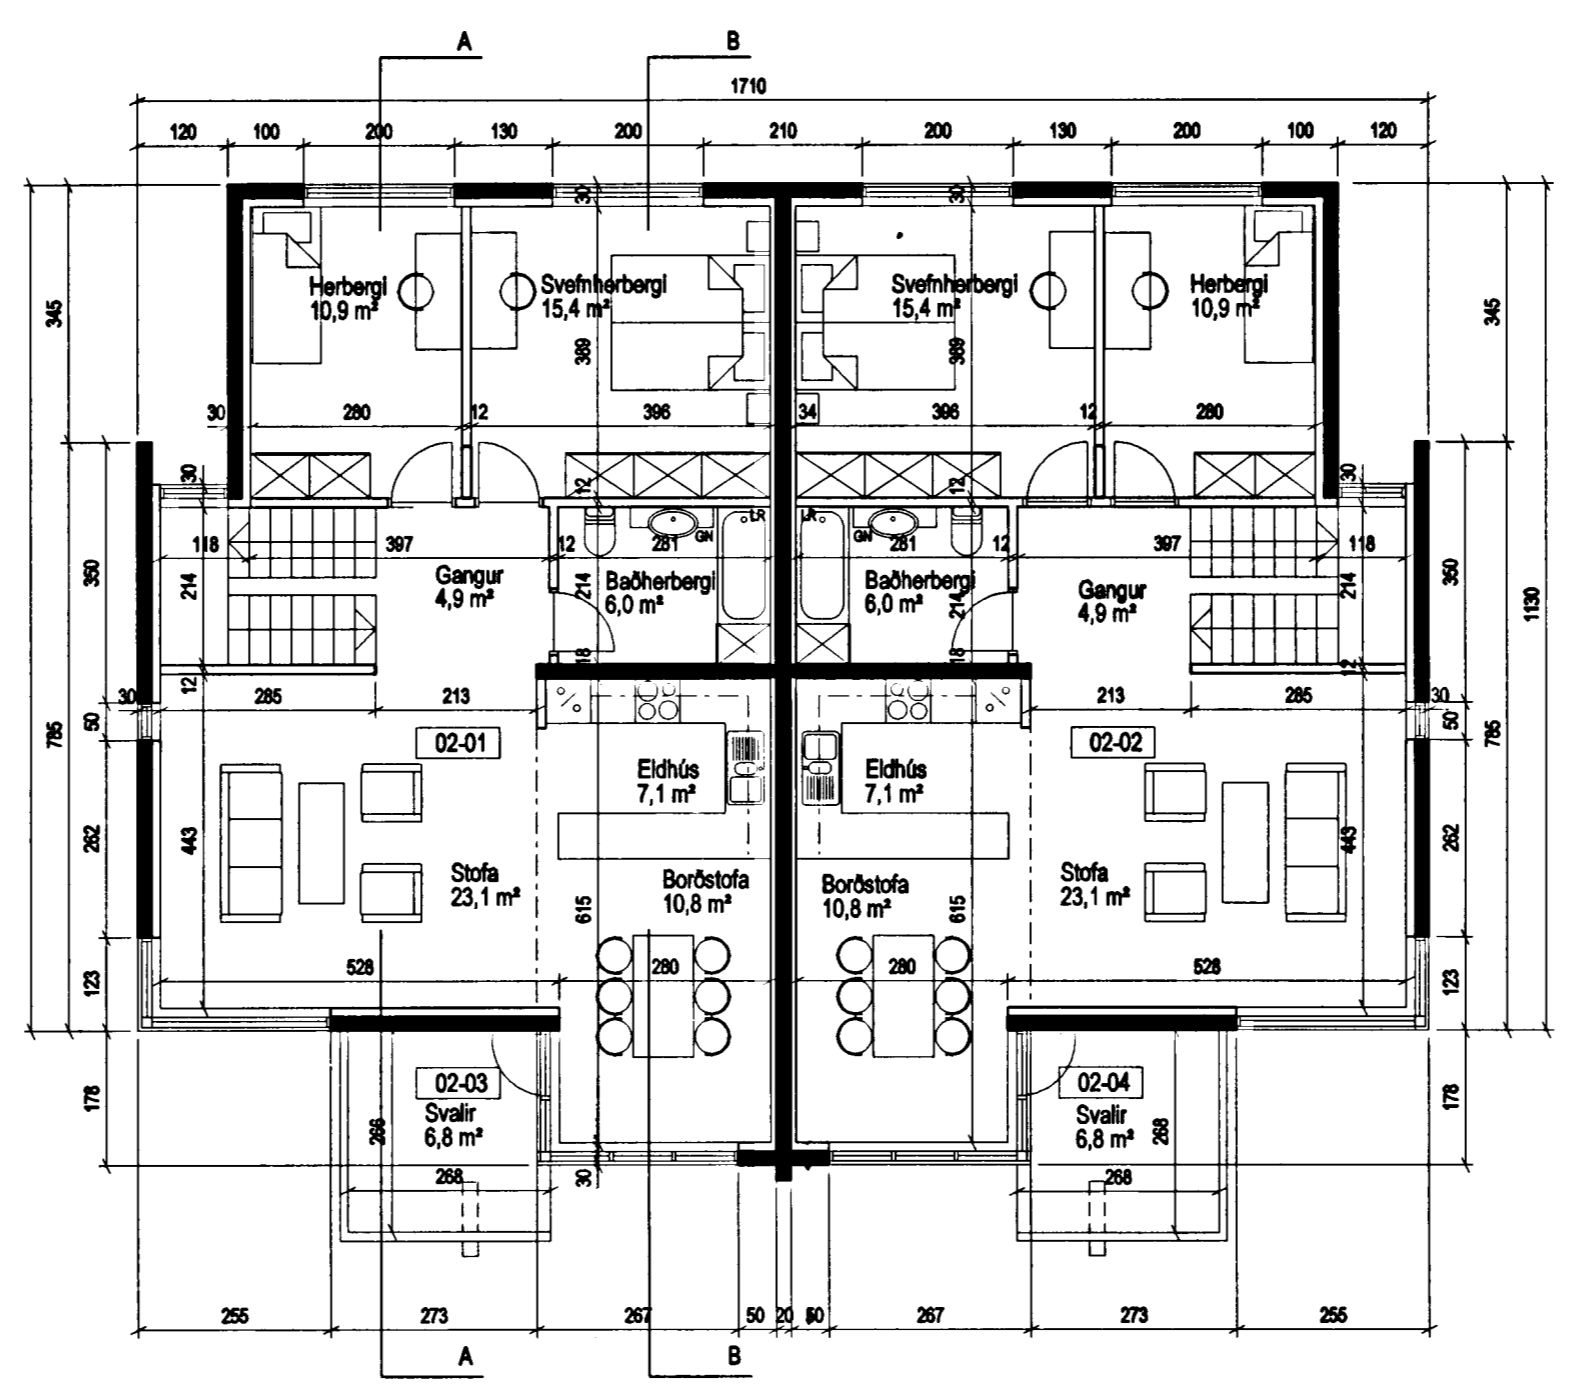 A B
1710
120 100 200 130 200 210 200 130 200 100 120
30 30
Herbergi
10,9 m²
Svefnherbergi
15,4 m²
Svefnherbergi
15,4 m²
Herbergi
10,9 m²
345 389 389 345
30 280 12 396 34 396 12 280
30 12 12 30
LR GN LR GN
118 397 12 281 281 12 397 118
350 214 214 214 214 350 1130
Gangur
4,9 m²
Baðherbergi
6,0 m²
Baðherbergi
6,0 m²
Gangur
4,9 m²
18 18
12 12
30 285 213 213 285 30
785 50 50 785
02-01 02-02
Eldhús
7,1 m²
Eldhús
7,1 m²
262 443 443 262
Stofa
23,1 m²
Borðstofa
10,8 m²
Borðstofa
10,8 m²
Stofa
23,1 m²
615 615
123 528 280 280 528 123
02-03
Svalir
6,8 m²
02-04
Svalir
6,8 m²
178 266 268 178
268 30 268
255 273 267 50 20 50 267 273 255
A B